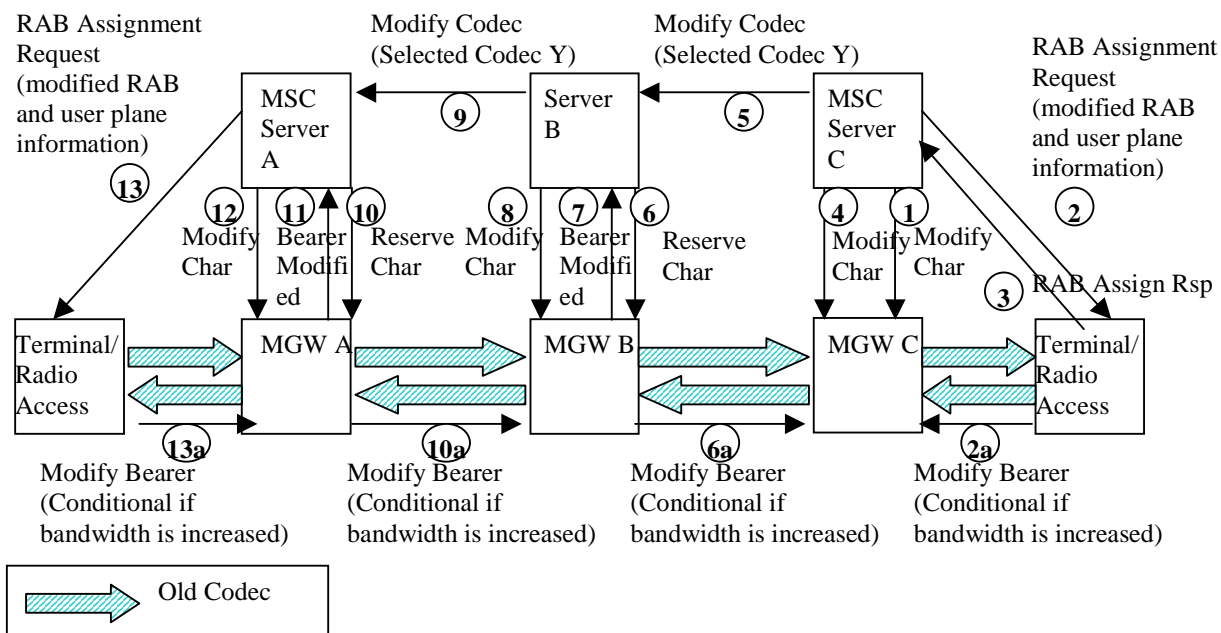 RAB Assignment
Request
(modified RAB
and user plane
information)
Modify Codec
(Selected Codec Y)
Modify Codec
(Selected Codec Y)
RAB Assignment
Request
(modified RAB
and user plane
information)
MSC
Server
A
9
Server
B
5
MSC
Server
C
13
12
11
10
8
7
6
4
1
2
Modify
Char
Bearer
Modifi
ed
Reserve
Char
Modify
Char
Bearer
Modifi
ed
Reserve
Char
Modify
Char
Modify
Char
3
RAB Assign Rsp
Terminal/
Radio
Access
MGW A
MGW B
MGW C
Terminal/
Radio
Access
13a
10a
6a
2a
Modify Bearer
(Conditional if
bandwidth is increased)
Modify Bearer
(Conditional if
bandwidth is increased)
Modify Bearer
(Conditional if
bandwidth is increased)
Modify Bearer
(Conditional if
bandwidth is increased)
Old Codec